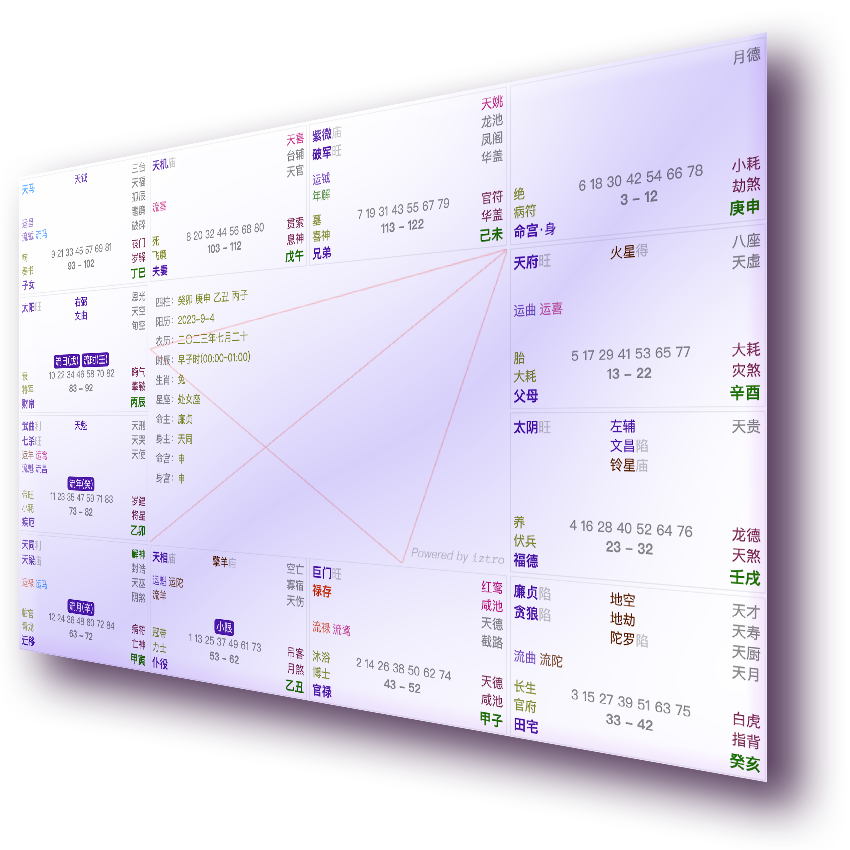 天马
天钺
三台
天福
孤辰
蜚廉
破碎
运昌
流钺 流马
9 21 33 45 57 69 81
93 - 102
丧门
岁驿
丁巳
子女
天机庙
天喜
台辅
天官
流喜
死
飞廉
夫妻
8 20 32 44 56 68 80
103 - 112
贯索
息神
戊午
紫微庙
破军旺
天姚
龙池
凤阁
华盖
运钺
年解
墓
喜神
兄弟
7 19 31 43 55 67 79
113 - 122
官符
华盖
己未
月德
绝
病符
命宫·身
6 18 30 42 54 66 78
3 - 12
小耗
劫煞
庚申
太阳旺
右弼
文曲
恩光
天空
旬空
流日(戊) 流时(壬)
衰
将军
财帛
10 22 34 46 58 70 82
83 - 92
晦气
攀鞍
丙辰
四柱: 癸卯 庚申 乙丑 丙子
阳历: 2023-9-4
农历: 二〇二三年七月二十
时辰: 早子时(00:00~01:00)
生肖: 兔
星座: 处女座
命主: 廉贞
身主: 天同
命宫: 申
身宫: 申
Powered by iztro
天府旺
火星得
八座
天虚
运曲 运喜
胎
大耗
父母
5 17 29 41 53 65 77
13 - 22
大耗
灾煞
辛酉
武曲利
七杀旺
天魁
天刑
天哭
天使
运年 运鸾
流魁 流昌
流年(癸)
帝旺
小耗
疾厄
11 23 35 47 59 71 83
73 - 82
岁建
将星
乙卯
太阴旺
左辅
文昌陷
铃星庙
天贵
养
伏兵
福德
4 16 28 40 52 64 76
23 - 32
龙德
天煞
壬戌
天同利
天梁庙
解神
封诰
天巫
阴煞
运禄 运马
临官
青龙
迁移
12 24 36 48 60 72 84
63 - 72
病符
亡神
甲寅
天相庙
擎羊庙
空亡
寡宿
天伤
运魁 运陀
流羊
小限
冠带
力士
仆役
1 13 25 37 49 61 73
53 - 62
吊客
月煞
乙丑
巨门旺
禄存
红鸾
咸池
天德
截路
流禄 流鸾
沐浴
博士
官禄
2 14 26 38 50 62 74
43 - 52
天德
咸池
甲子
廉贞陷
贪狼陷
地空
地劫
陀罗陷
天才
天寿
天厨
天月
流曲 流陀
长生
官府
田宅
3 15 27 39 51 63 75
33 - 42
白虎
指背
癸亥